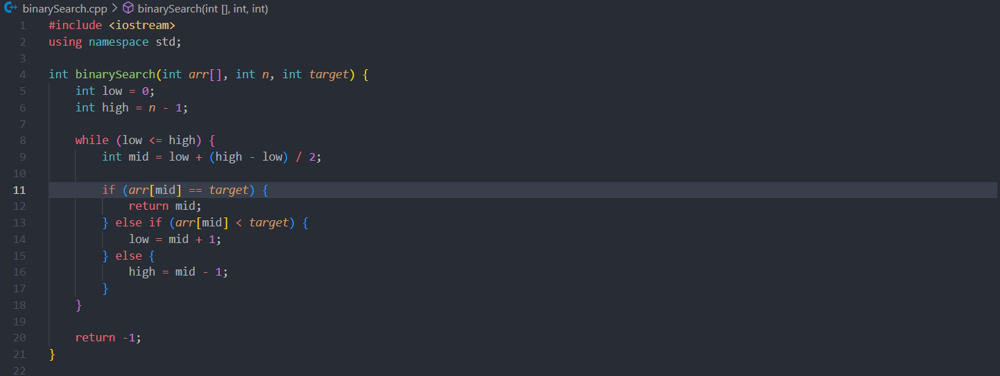 binarySearch.cpp > binarySearch(int [], int, int)
1 #include <iostream>
2 using namespace std;
3
4 int binarySearch(int arr[], int n, int target) {
5     int low = 0;
6     int high = n - 1;
7
8     while (low <= high) {
9         int mid = low + (high - low) / 2;
10
11         if (arr[mid] == target) {
12             return mid;
13         } else if (arr[mid] < target) {
14             low = mid + 1;
15         } else {
16             high = mid - 1;
17         }
18     }
19
20     return -1;
21 }
22